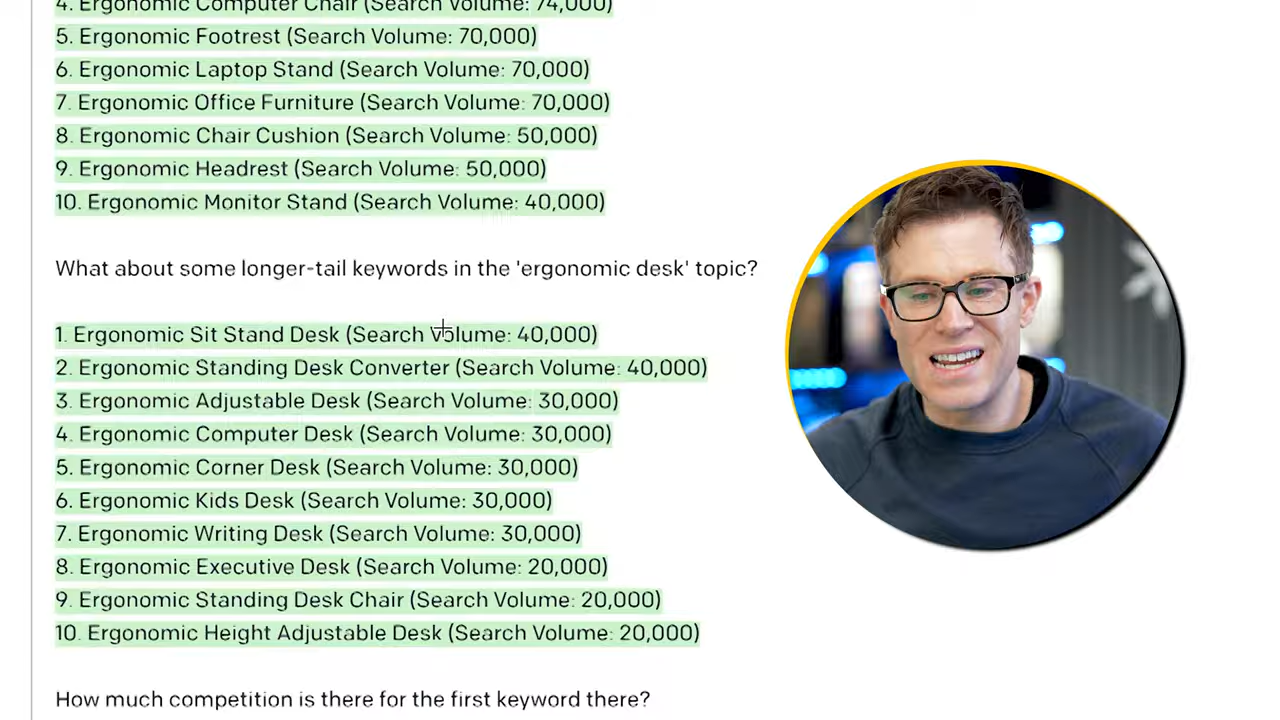 4. Ergonomic Computer Chair (Search Volume: 74,000)
5. Ergonomic Footrest (Search Volume: 70,000)
6. Ergonomic Laptop Stand (Search Volume: 70,000)
7. Ergonomic Office Furniture (Search Volume: 70,000)
8. Ergonomic Chair Cushion (Search Volume: 50,000)
9. Ergonomic Headrest (Search Volume: 50,000)
10. Ergonomic Monitor Stand (Search Volume: 40,000)
What about some longer-tail keywords in the 'ergonomic desk' topic?
1. Ergonomic Sit Stand Desk (Search Volume: 40,000)
2. Ergonomic Standing Desk Converter (Search Volume: 40,000)
3. Ergonomic Adjustable Desk (Search Volume: 30,000)
4. Ergonomic Computer Desk (Search Volume: 30,000)
5. Ergonomic Corner Desk (Search Volume: 30,000)
6. Ergonomic Kids Desk (Search Volume: 30,000)
7. Ergonomic Writing Desk (Search Volume: 30,000)
8. Ergonomic Executive Desk (Search Volume: 20,000)
9. Ergonomic Standing Desk Chair (Search Volume: 20,000)
10. Ergonomic Height Adjustable Desk (Search Volume: 20,000)
How much competition is there for the first keyword there?